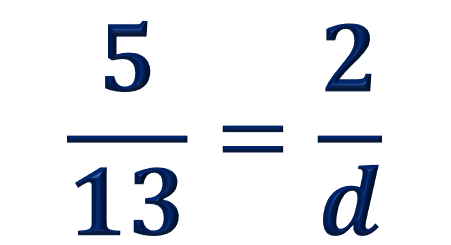 5/13 = 2/d